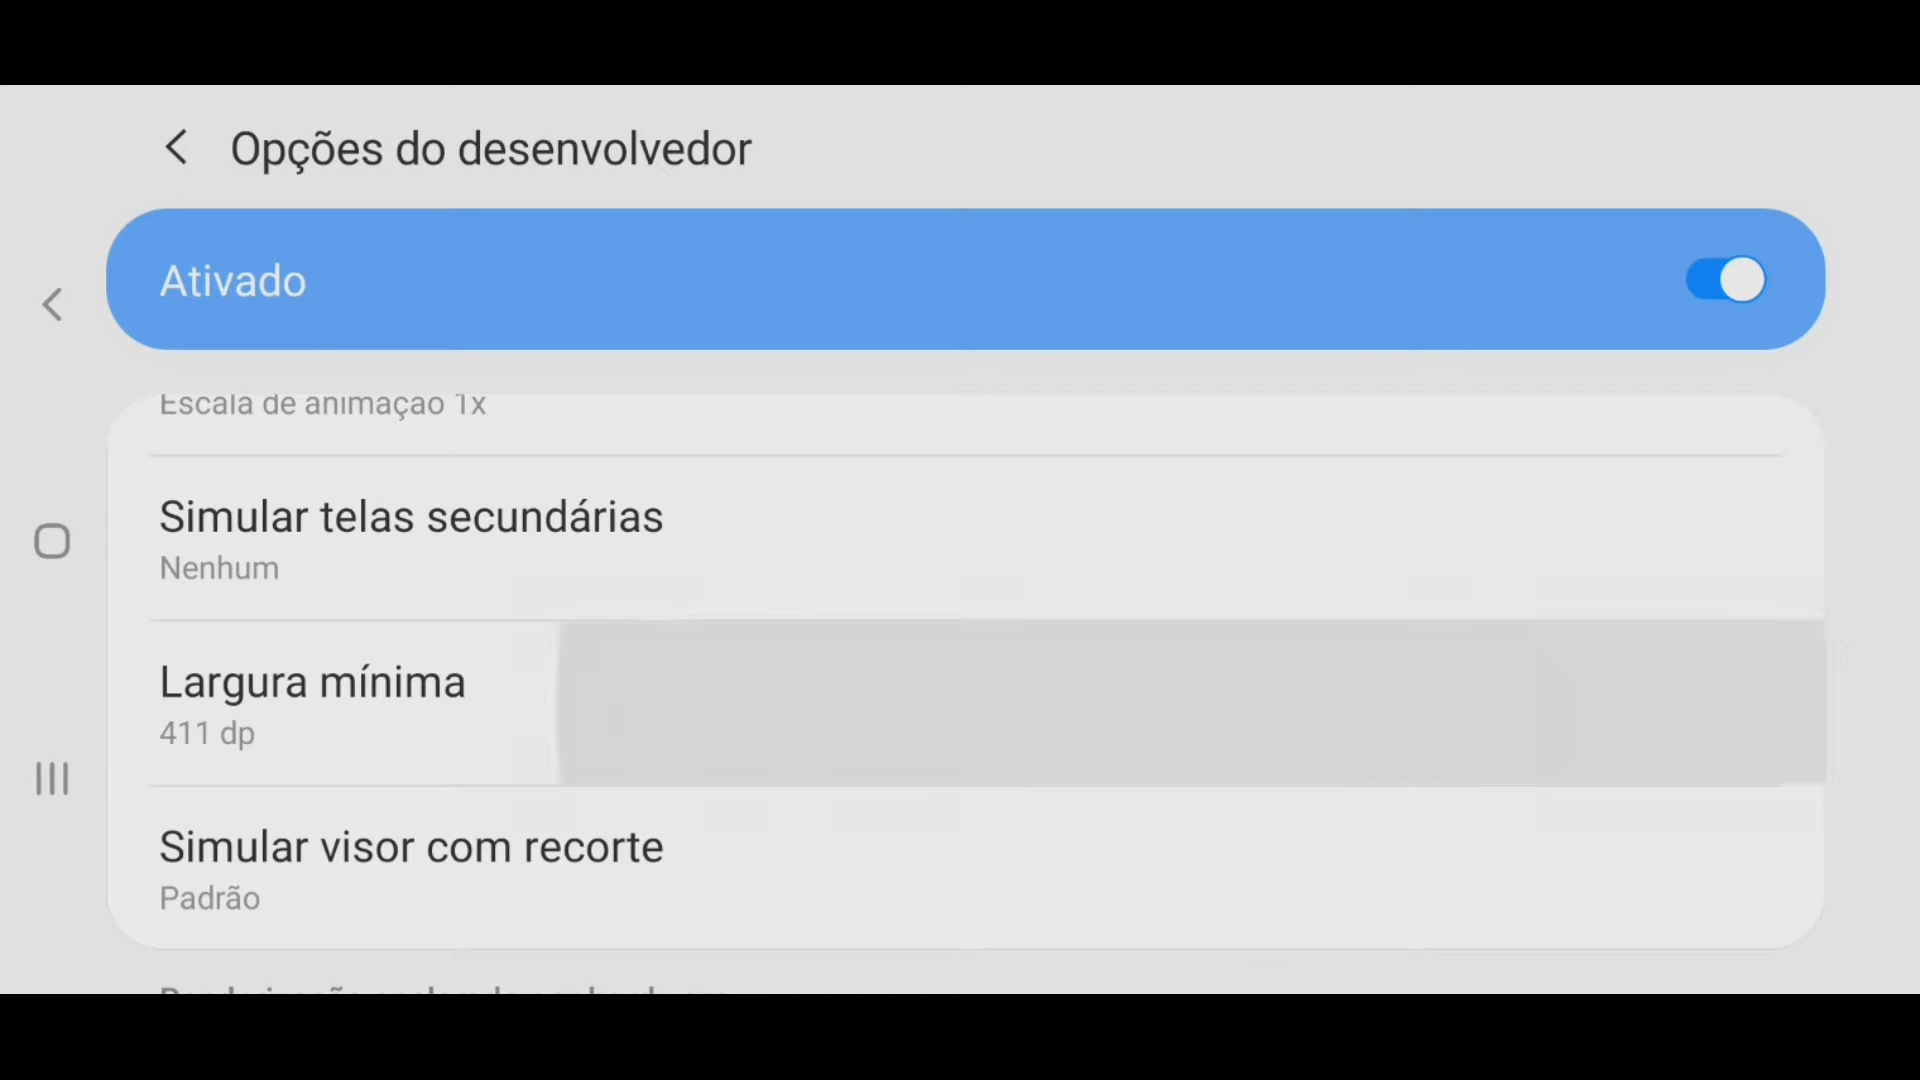 Opções do desenvolvedor
Ativado
Escala de animaçao 1x
Simular telas secundárias
Nenhum
Largura mínima
411 dp
Simular visor com recorte
Padrão